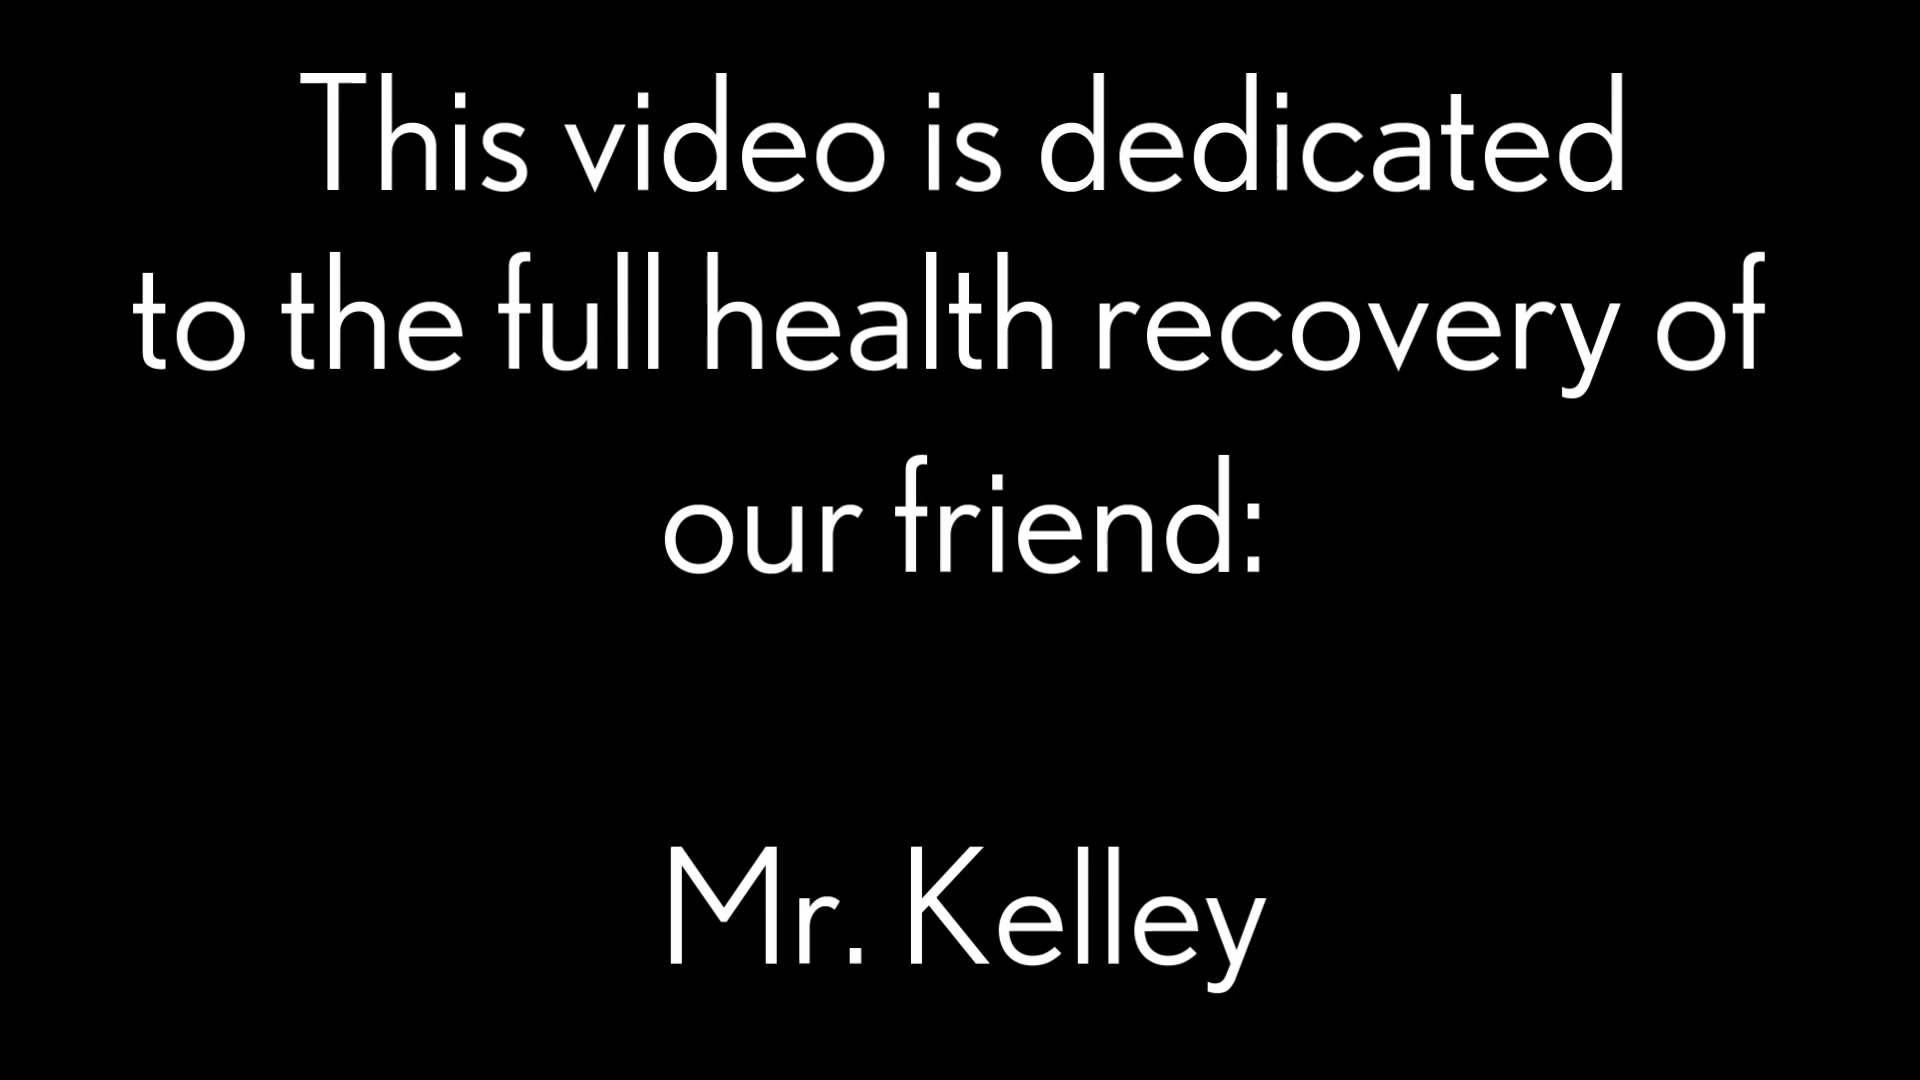 This video is dedicated
to the full health recovery of
our friend:
Mr. Kelley